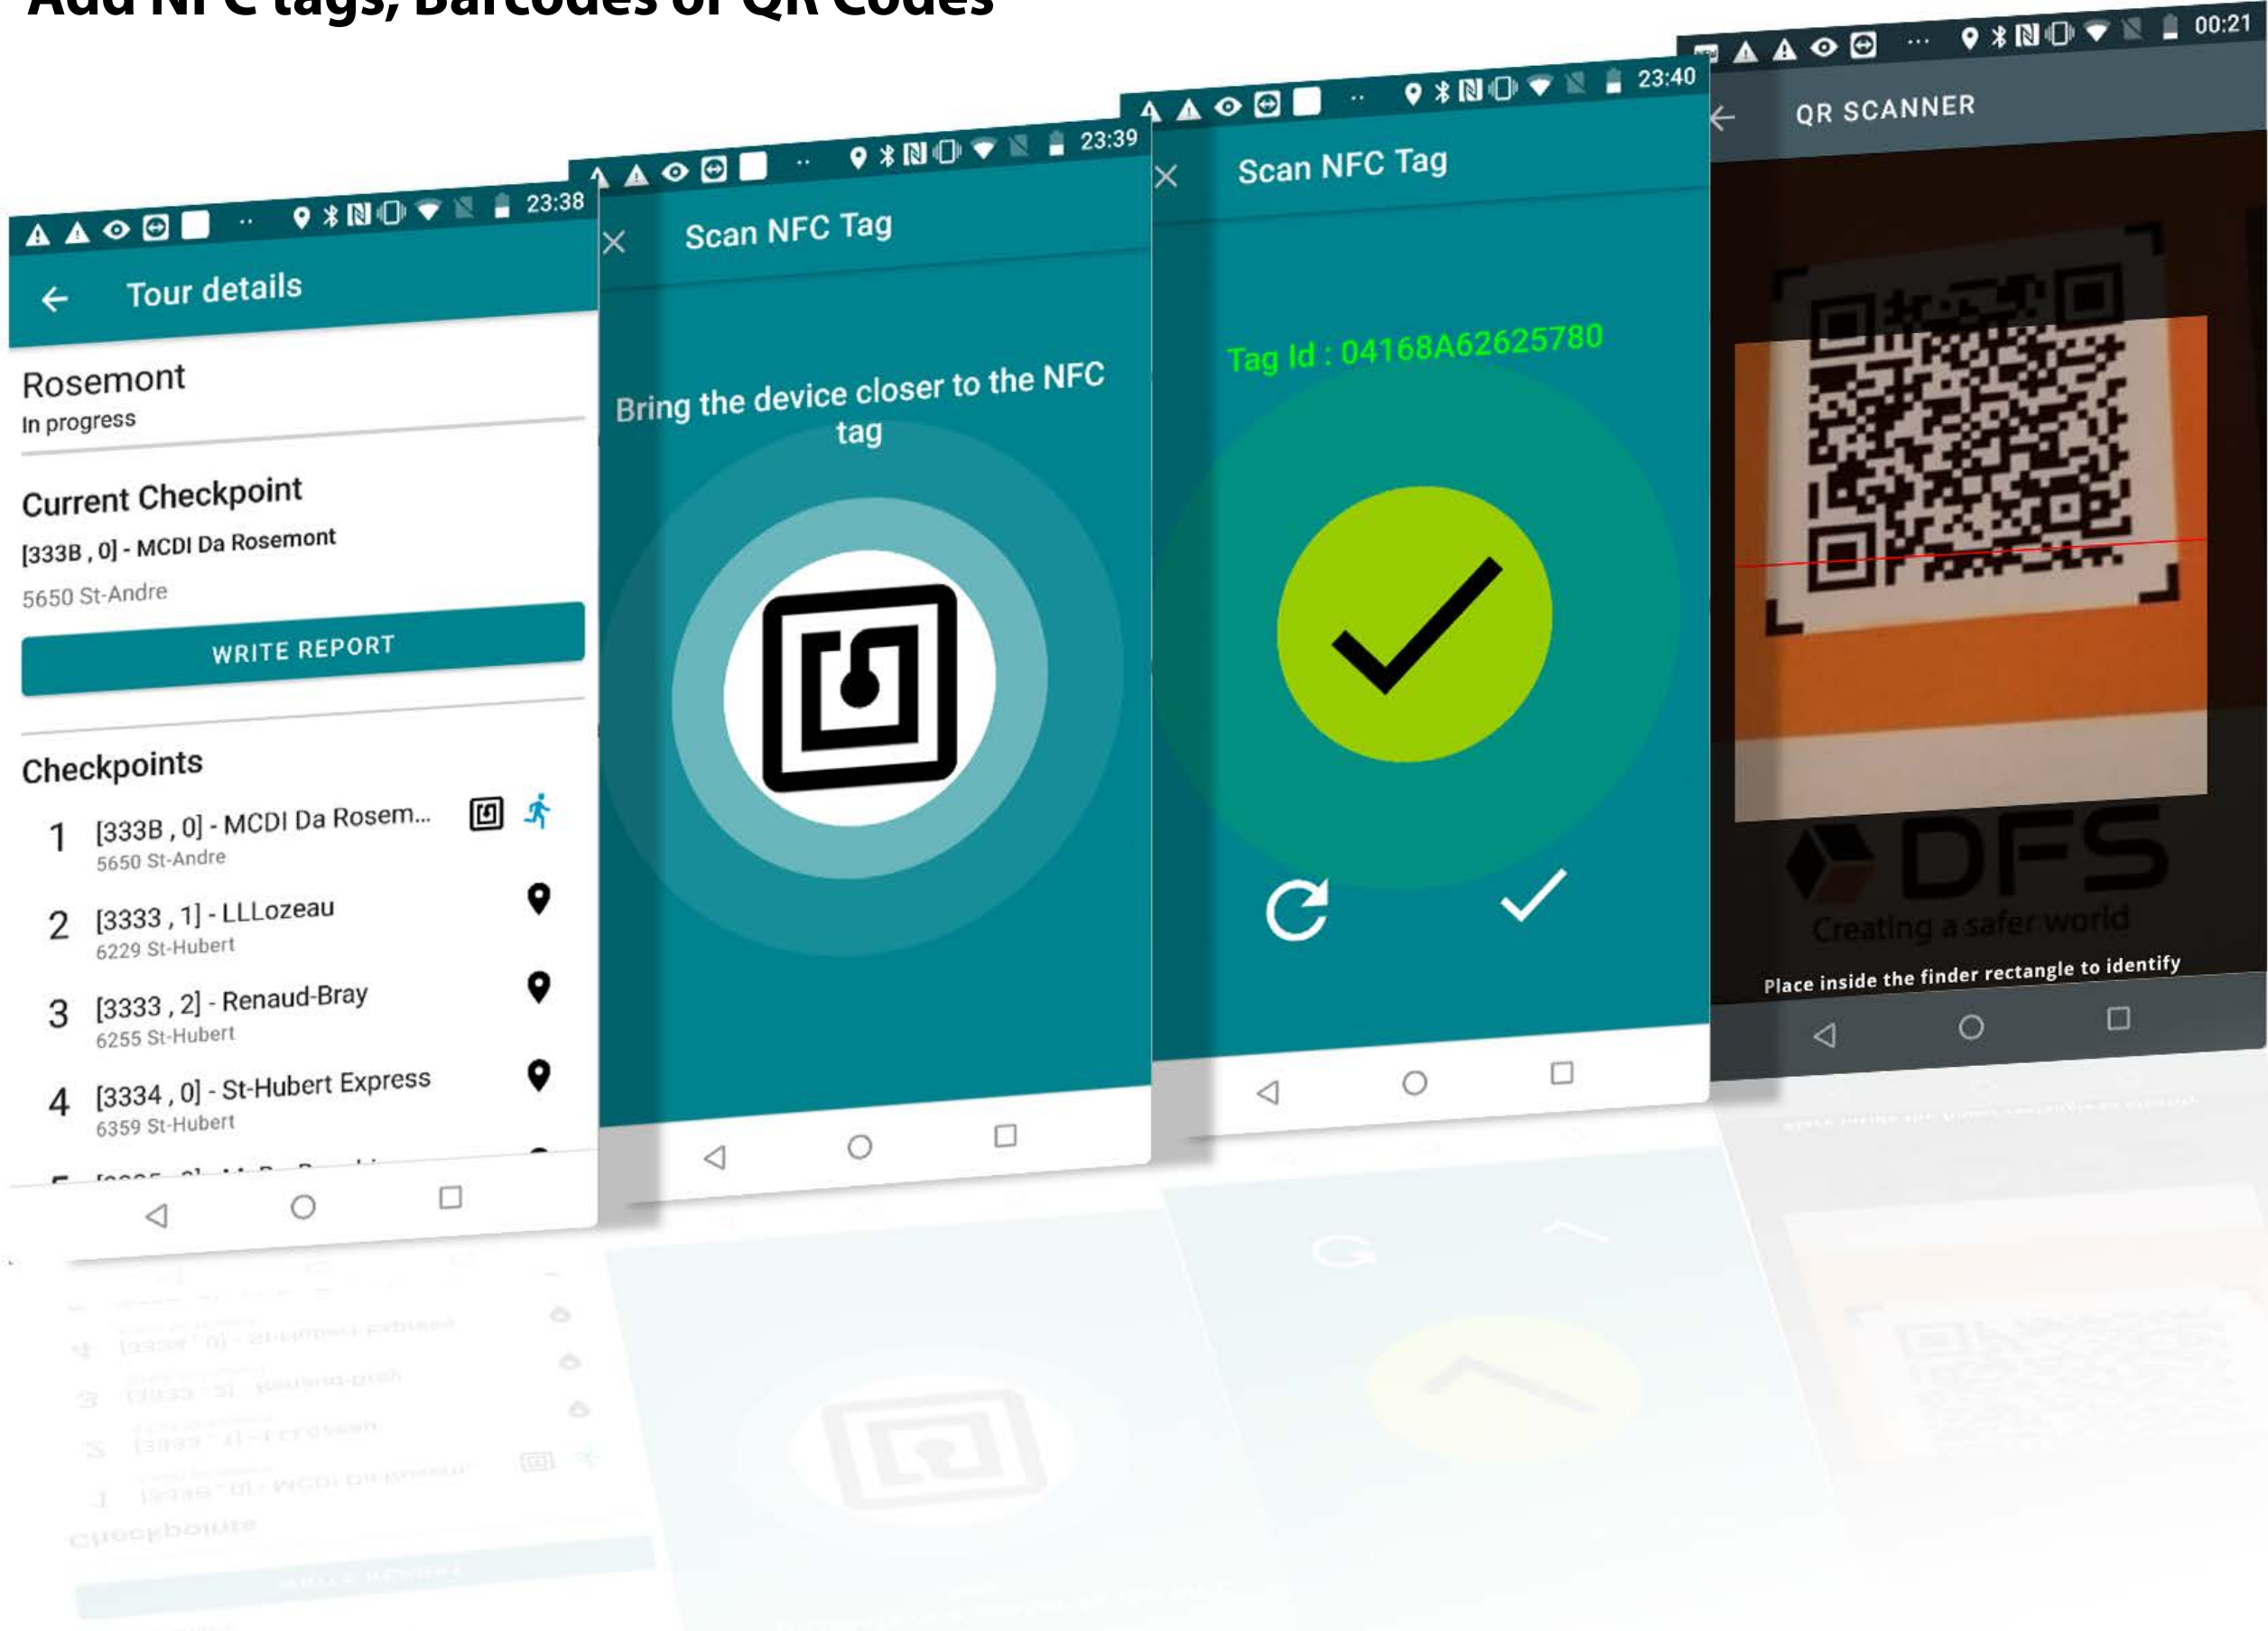 Add NFC tags, Barcodes or QR Codes
23:38
Tour details
Rosemont
In progress
Current Checkpoint
[333B , 0] - MCDI Da Rosemont
5650 St-Andre
WRITE REPORT
Checkpoints
1 [333B , 0] - MCDI Da Rosem...
5650 St-Andre
2 [3333 , 1] - LLLozeau
6229 St-Hubert
3 [3333 , 2] - Renaud-Bray
6255 St-Hubert
4 [3334 , 0] - St-Hubert Express
6359 St-Hubert
23:39
Scan NFC Tag
Bring the device closer to the NFC
tag
23:40
Scan NFC Tag
Tag Id : 04168A62625780
00:21
QR SCANNER
DFS
Creating a safer world
Place inside the finder rectangle to identify